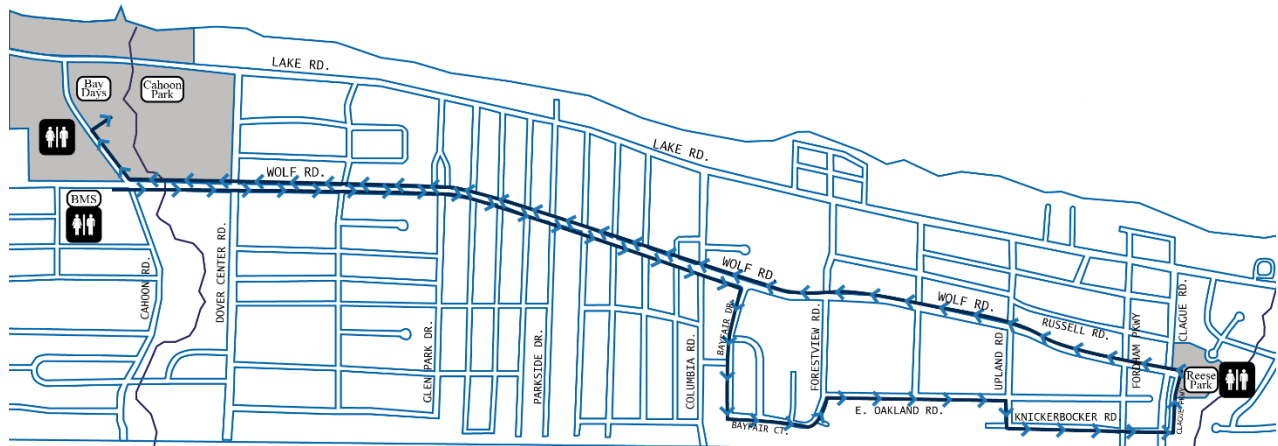 LAKE RD.
Bay
Days
Cahoon
Park
WOLF RD.
LAKE RD.
BMS
CAHOON RD.
DOVER CENTER RD.
GLEN PARK DR.
PARKSIDE DR.
COLUMBIA RD.
WOLF RD.
BAYFAIR DR.
BAYFAIR CT.
FORESTVIEW RD.
E. OAKLAND RD.
WOLF RD.
UPLAND RD.
RUSSELL RD.
KNICKERBOCKER RD.
FORDHAM PKWY
CLAGUE RD.
CLAGUE PKWY
Reese
Park